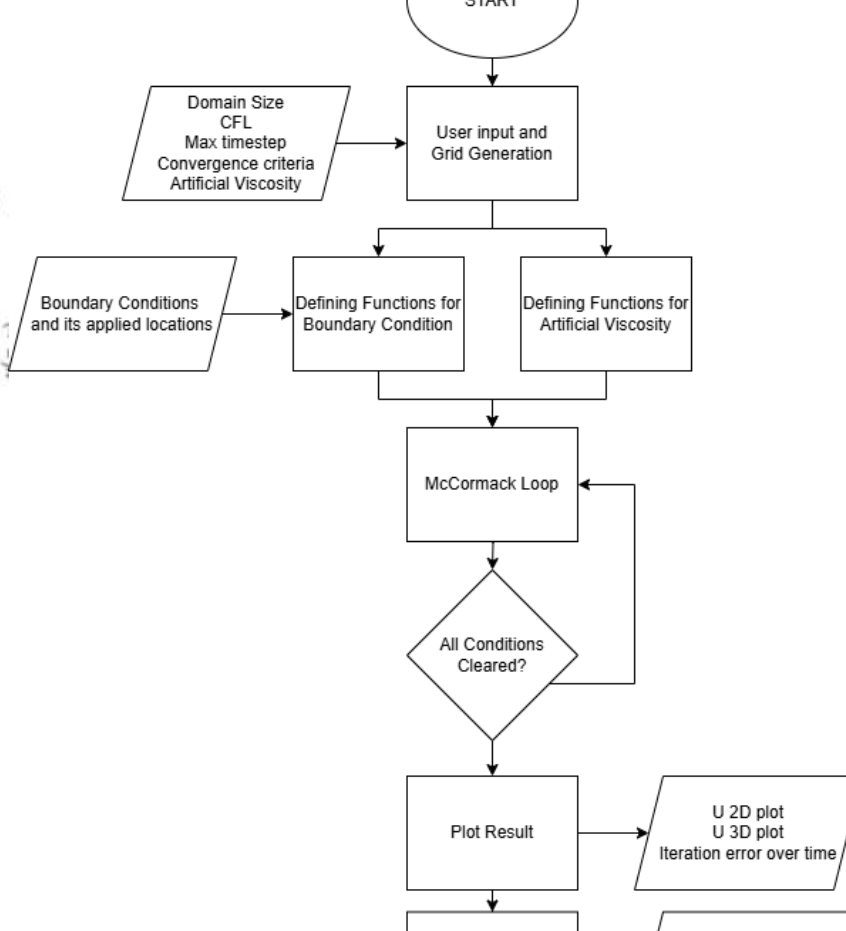 START
Domain Size
CFL
Max timestep
Convergence criteria
Artificial Viscosity
User input and
Grid Generation
Boundary Conditions
and its applied locations
Defining Functions for
Boundary Condition
Defining Functions for
Artificial Viscosity
McCormack Loop
All Conditions
Cleared?
Plot Result
U 2D plot
U 3D plot
Iteration error over time